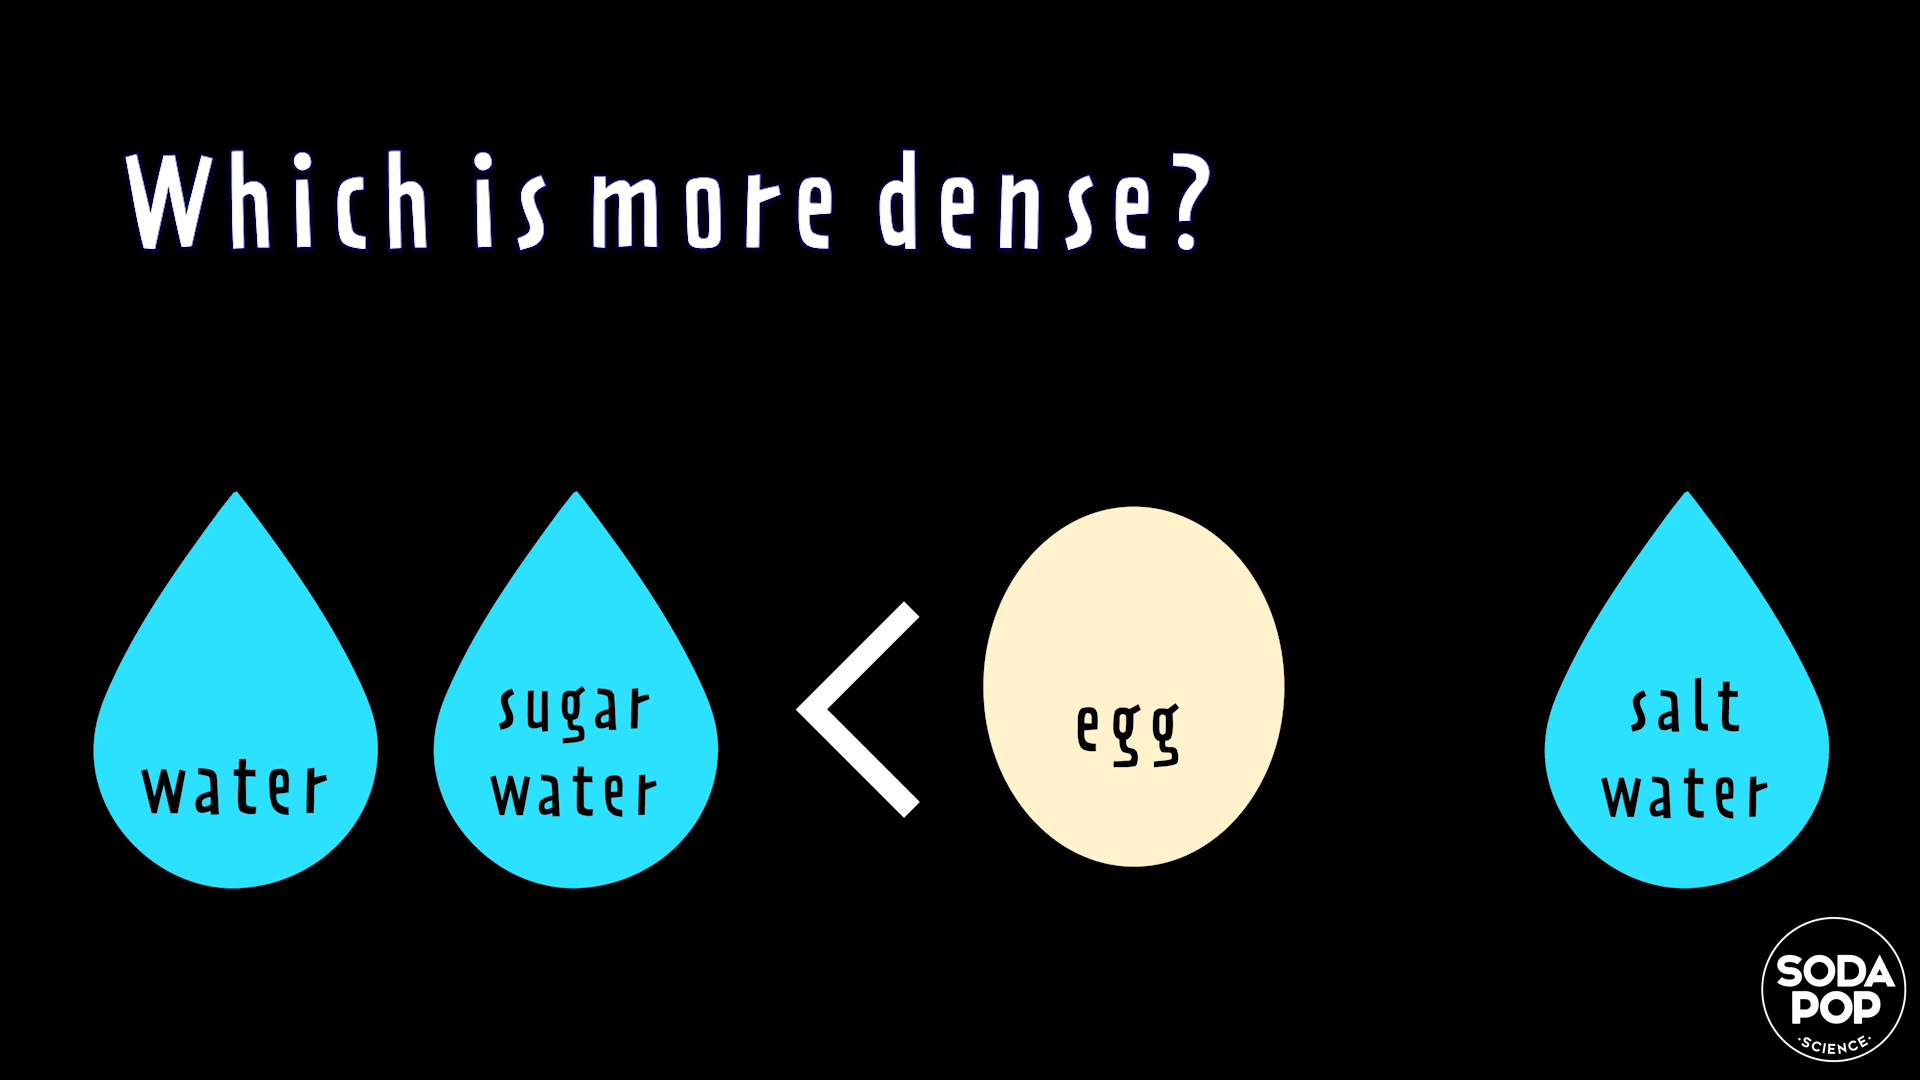 Which is more dense?
water
sugar
water
<
egg
salt
water
SODA
POP
·SCIENCE·